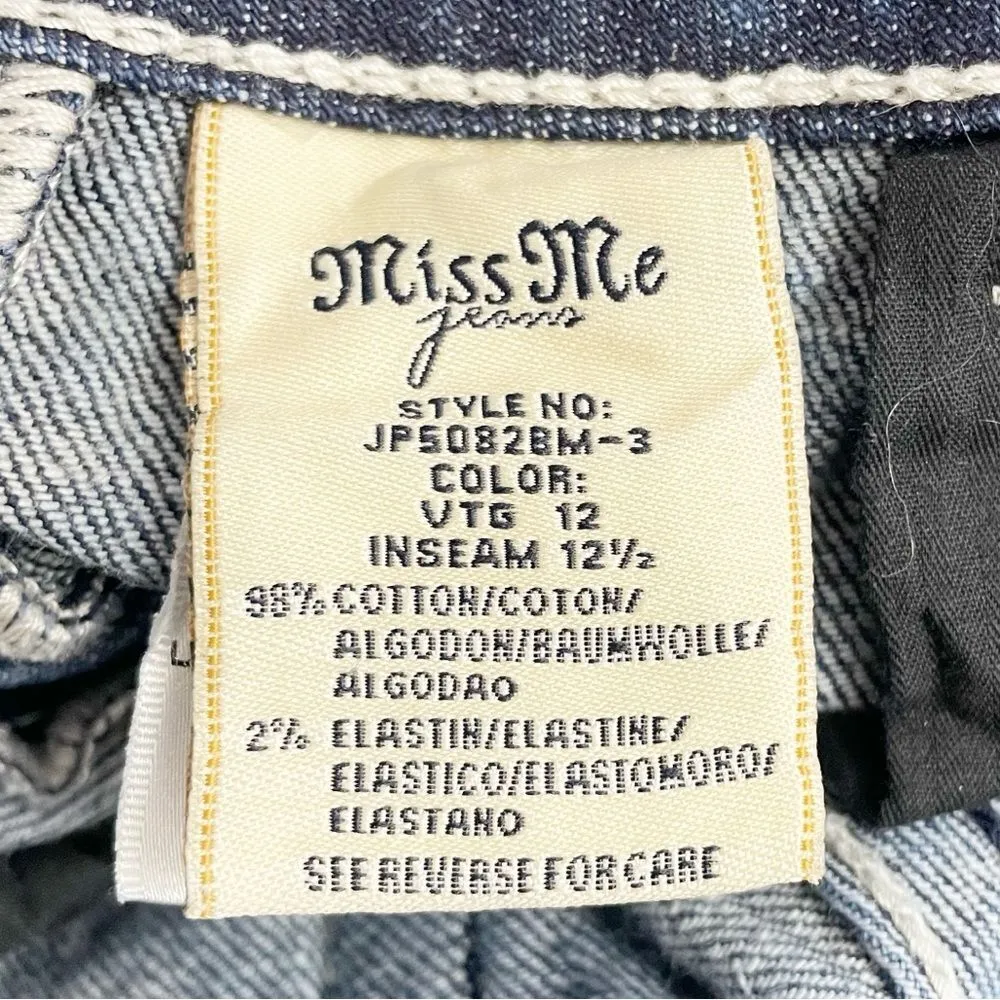 Miss Me
jeans
STYLE NO:
JP5082BM-3
COLOR:
VTG 12
INSEAM 12½
98% COTTON/COTON/
ALGODON/BAUMWOLLE/
ALGODAO
2% ELASTIN/ELASTINE/
ELASTICO/ELASTOMORO/
ELASTANO
SEE REVERSE FOR CARE